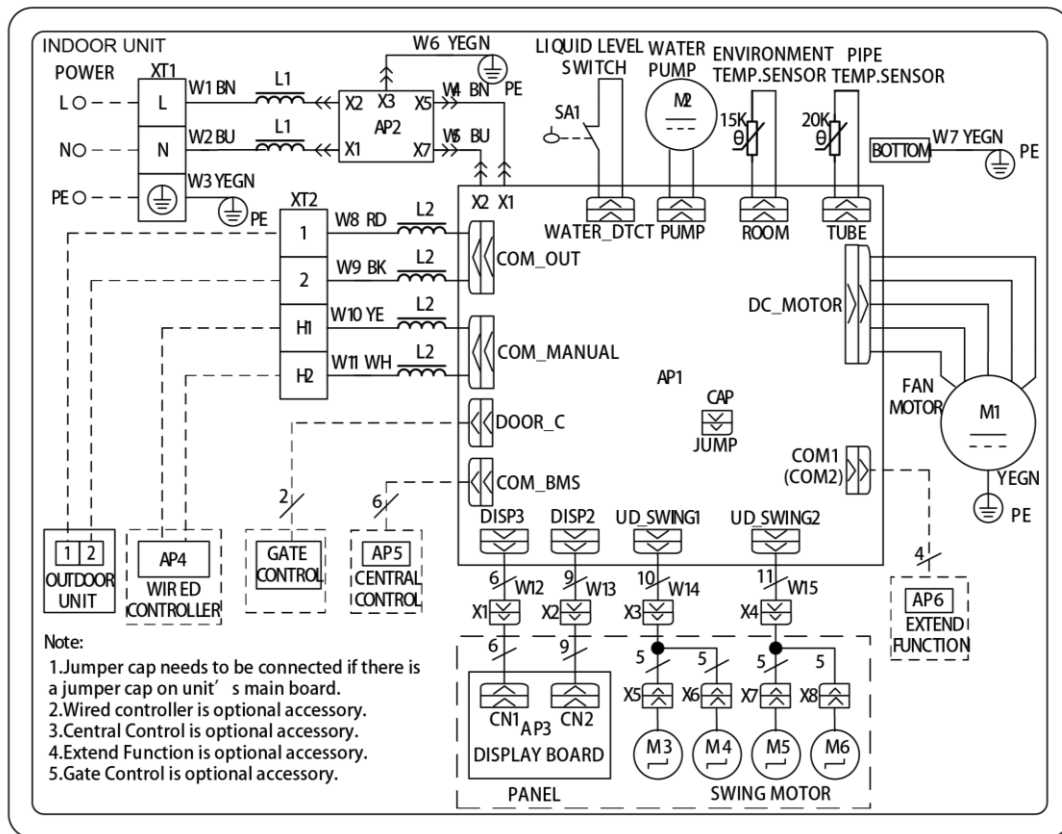 INDOOR UNIT
POWER
XT1
L
N
PE
L
N
W1 BN
W2 BU
W3 YEGN
PE
L1
L1
X2
X1
X3
AP2
X5
X7
W6 YEGN
PE
W4 BN
W5 BU
X2
X1
LIQUID LEVEL
SWITCH
SA1
WATER
PUMP
M2
ENVIRONMENT
TEMP.SENSOR
15K
θ
PIPE
TEMP.SENSOR
20K
θ
BOTTOM
W7 YEGN
PE
WATER_DTCT
PUMP
ROOM
TUBE
XT2
1
2
H1
H2
W8 RD
W9 BK
W10 YE
W11 WH
L2
L2
L2
L2
COM_OUT
COM_MANUAL
DOOR_C
COM_BMS
AP1
CAP
JUMP
DC_MOTOR
FAN
MOTOR
M1
YEGN
PE
COM1
(COM2)
4
AP6
EXTEND
FUNCTION
1 2
OUTDOOR
UNIT
AP4
WIRED
CONTROLLER
2
GATE
CONTROL
6
AP5
CENTRAL
CONTROL
DISP3
DISP2
UD_SWING1
UD_SWING2
6
W12
9
W13
10
W14
11
W15
X1
X2
X3
X4
6
9
5
5
5
5
X5
X6
X7
X8
CN1
CN2
AP3
DISPLAY BOARD
M3
M4
M5
M6
PANEL
SWING MOTOR
Note:
1.Jumper cap needs to be connected if there is
a jumper cap on unit' s main board.
2.Wired controller is optional accessory.
3.Central Control is optional accessory.
4.Extend Function is optional accessory.
5.Gate Control is optional accessory.